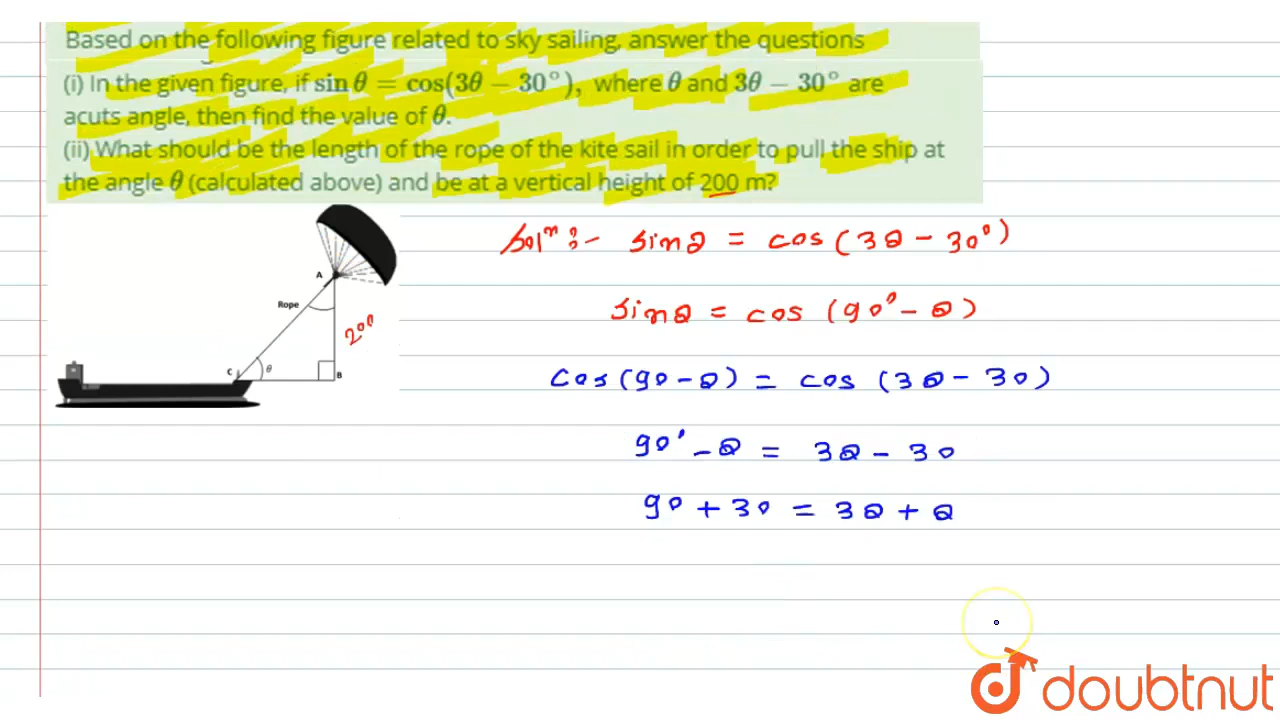 Based on the following figure related to sky sailing, answer the questions
(i) In the given figure, if sin θ = cos(3θ − 30°), where θ and 3θ − 30° are
acuts angle, then find the value of θ.
(ii) What should be the length of the rope of the kite sail in order to pull the ship at
the angle θ (calculated above) and be at a vertical height of 200 m?
A
Rope
200
C
θ
B
Solⁿ :- sinθ = cos(3θ - 30°)
sinθ = cos (90° - θ)
cos(90 - θ) = cos (3θ - 30)
90° - θ = 3θ - 30
90 + 30 = 3θ + θ
doubtnut